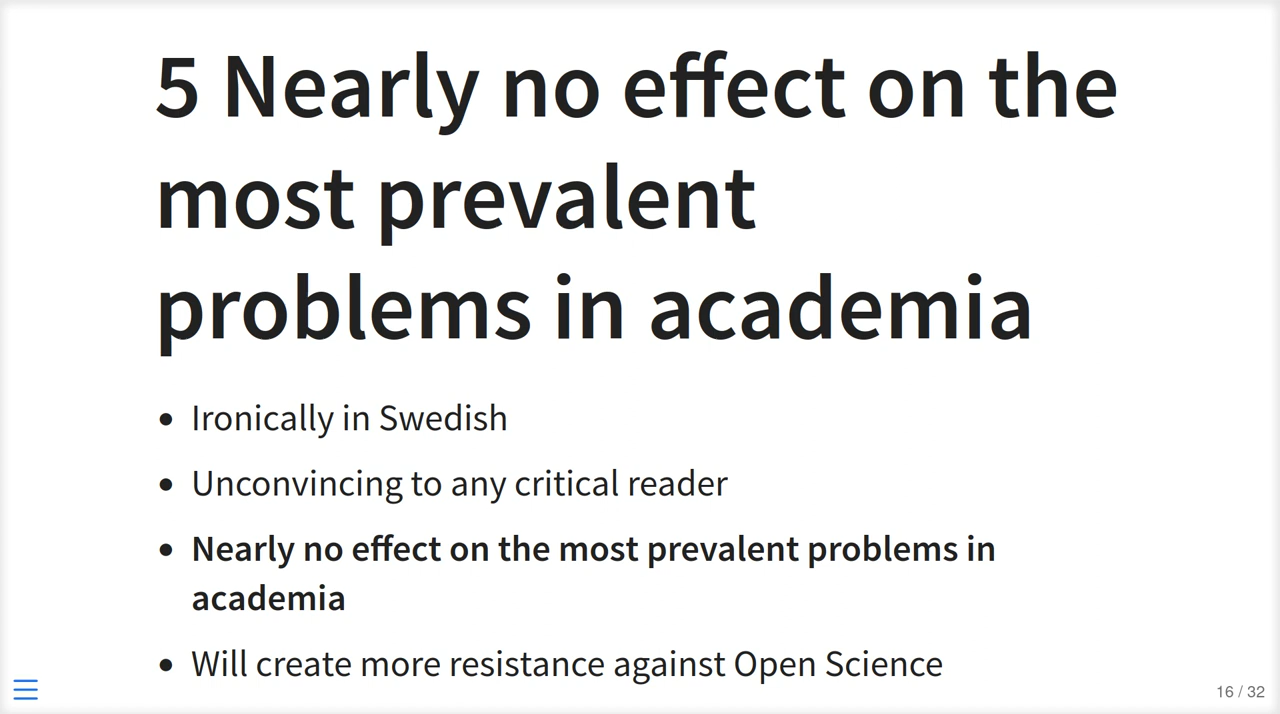 5 Nearly no effect on the
most prevalent
problems in academia
• Ironically in Swedish
• Unconvincing to any critical reader
• Nearly no effect on the most prevalent problems in
academia
• Will create more resistance against Open Science
16 / 32